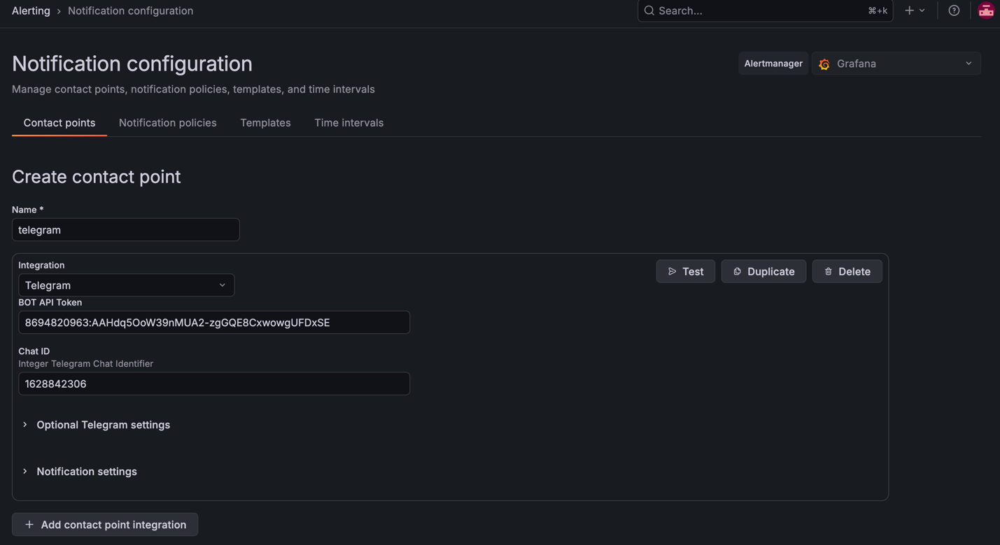 Alerting › Notification configuration
Search... ⌘+k
Notification configuration
Alertmanager Grafana
Manage contact points, notification policies, templates, and time intervals
Contact points Notification policies Templates Time intervals
Create contact point
Name *
telegram
Integration
Test Duplicate Delete
Telegram
BOT API Token
8694820963:AAHdq5OoW39nMUA2-zgGQE8CxwowgUFDxSE
Chat ID
Integer Telegram Chat Identifier
1628842306
Optional Telegram settings
Notification settings
+ Add contact point integration